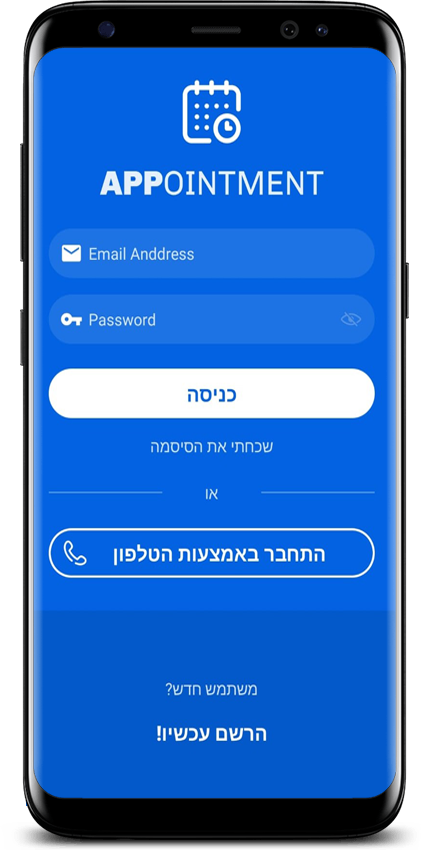 APPOINTMENT
Email Anddress
Password
כניסה
שכחתי את הסיסמה
או
התחבר באמצעות הטלפון
משתמש חדש?
הרשם עכשיו!